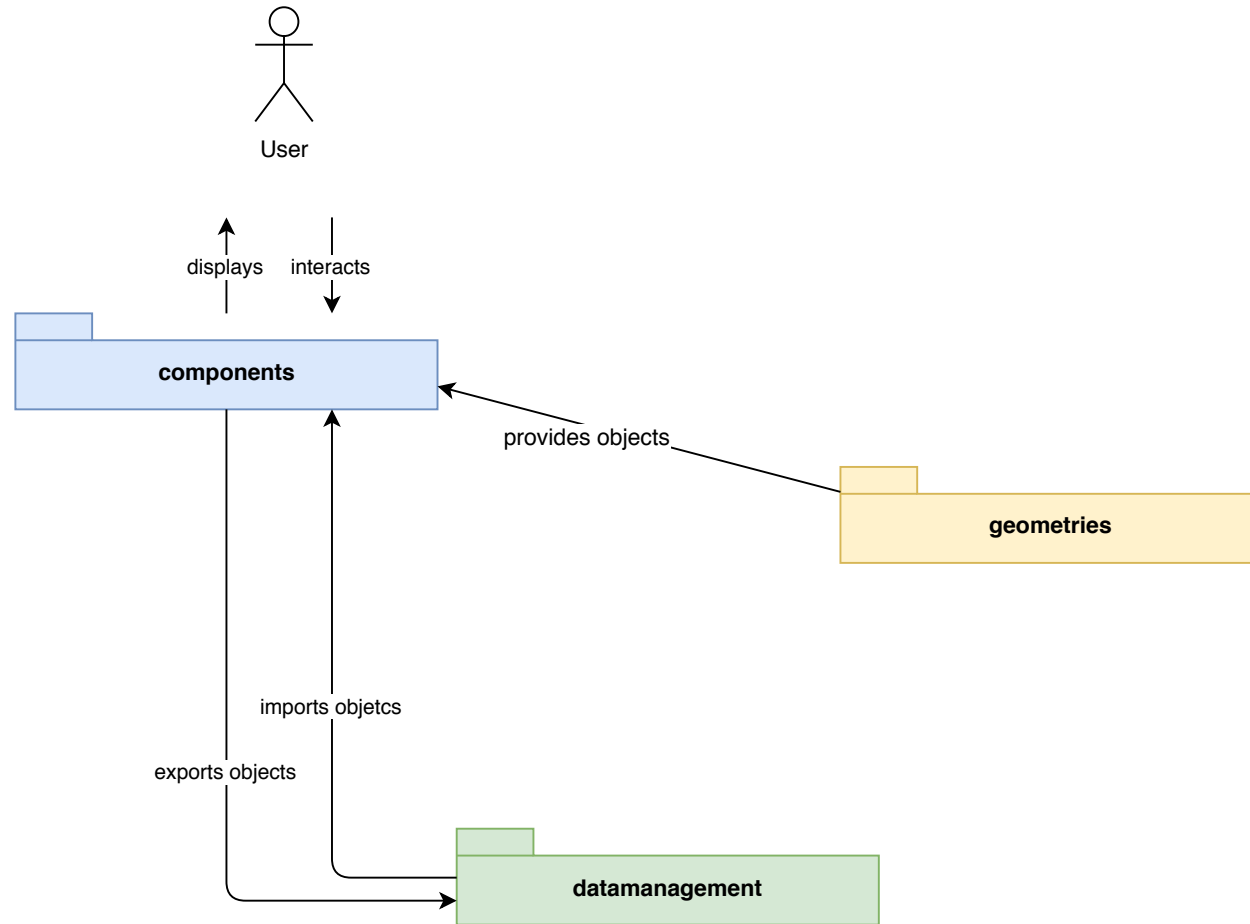 User
displays
interacts
components
provides objects
geometries
imports objetcs
exports objects
datamanagement